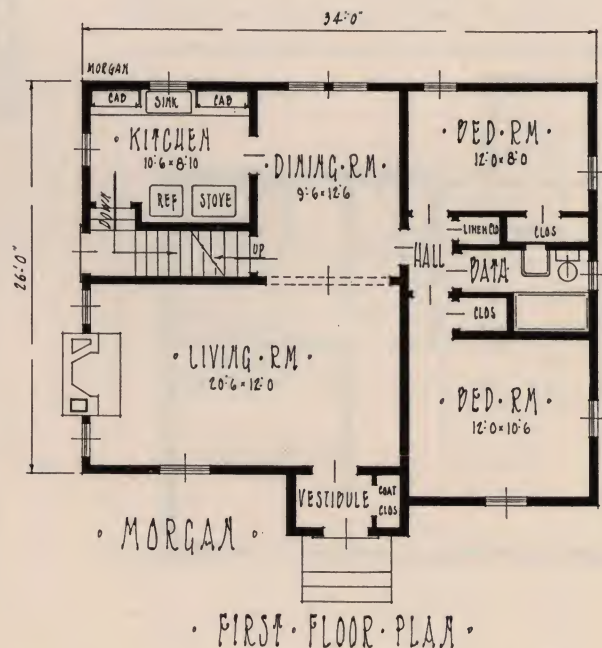 34'-0"
MORGAN
CAB SINK CAB
KITCHEN
10'-6 × 8'-10
REF STOVE
DOWN
UP
DINING·RM
9'-6 × 12'-6
·BED·RM·
12'-0 × 8'-0
LINEN CLO
CLOS
HALL
BATH
CLOS
26'-0"
·LIVING·RM·
20'-6 × 12'-0
·BED·RM·
12'-0 × 10'-6
VESTIBULE
COAT
CLOS
·MORGAN·
·FIRST·FLOOR·PLAN·